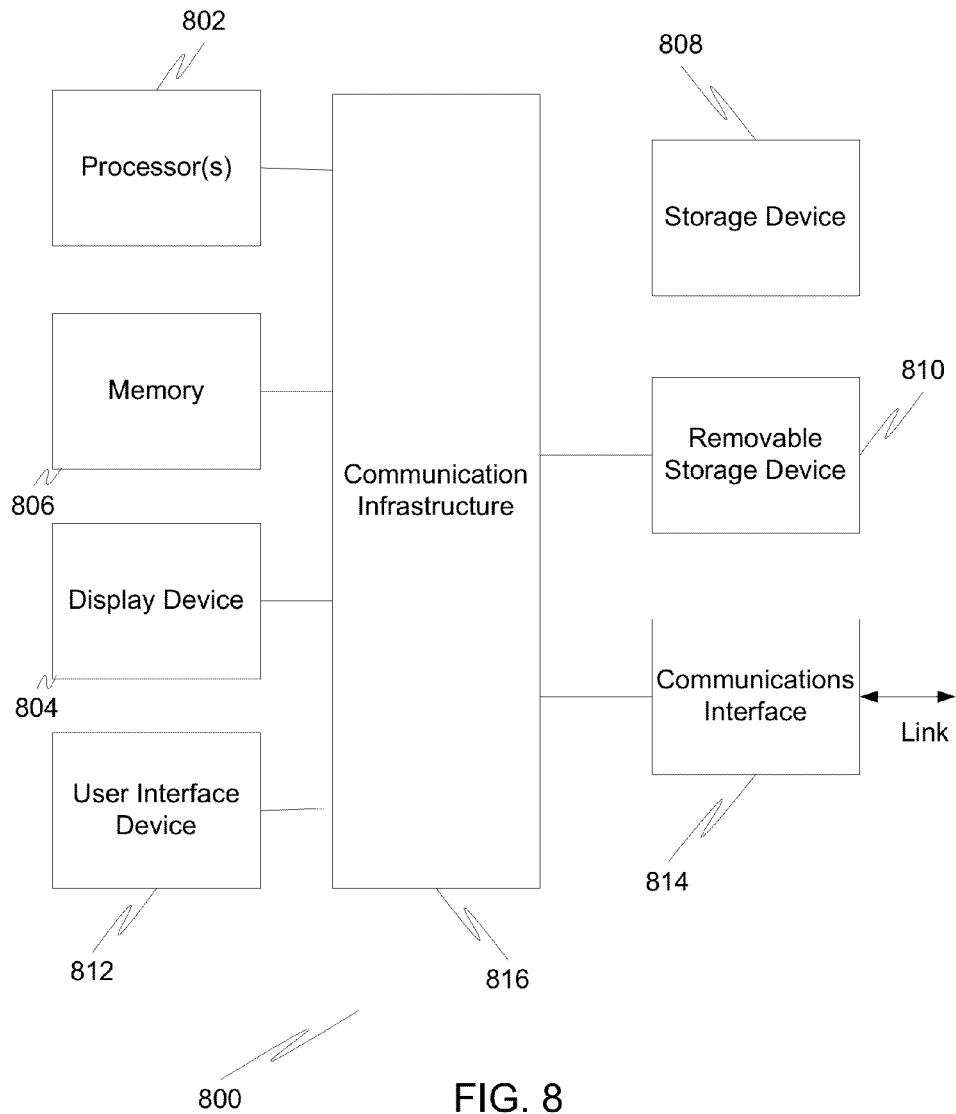 802
808
Processor(s)
Storage Device
810
Memory
Removable
Storage Device
Communication
Infrastructure
806
Display Device
Communications
Interface
804
Link
User Interface
Device
814
812
816
800
FIG. 8